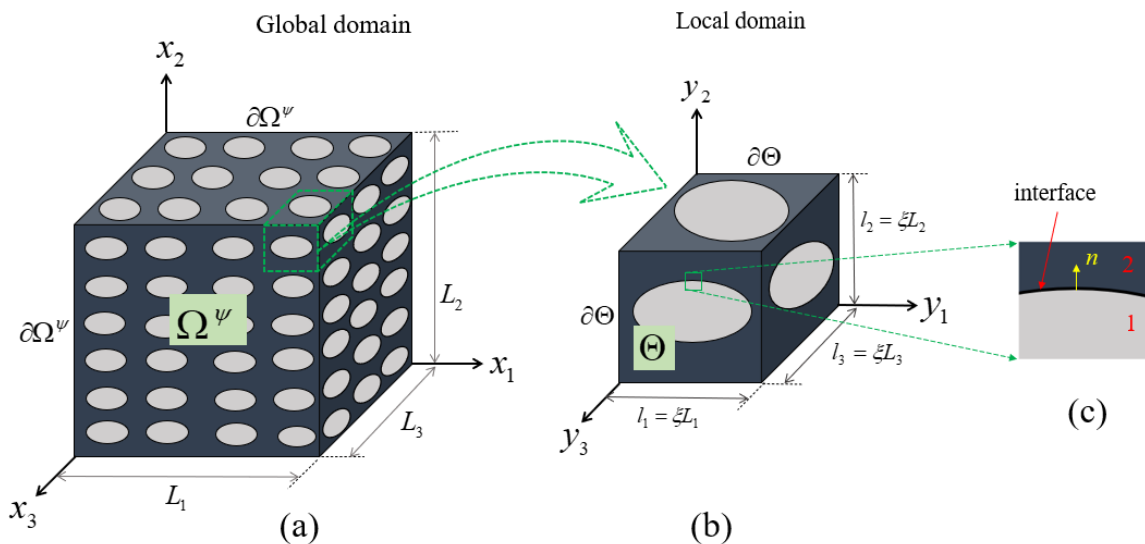 Global domain
Local domain
x₂
y₂
∂Ω^ψ
∂Θ
interface
l₂ = ξL₂
n
2
L₂
∂Ω^ψ
Ω^ψ
∂Θ
y₁
1
Θ
x₁
l₃ = ξL₃
L₃
l₁ = ξL₁
(c)
y₃
L₁
x₃
(a)
(b)